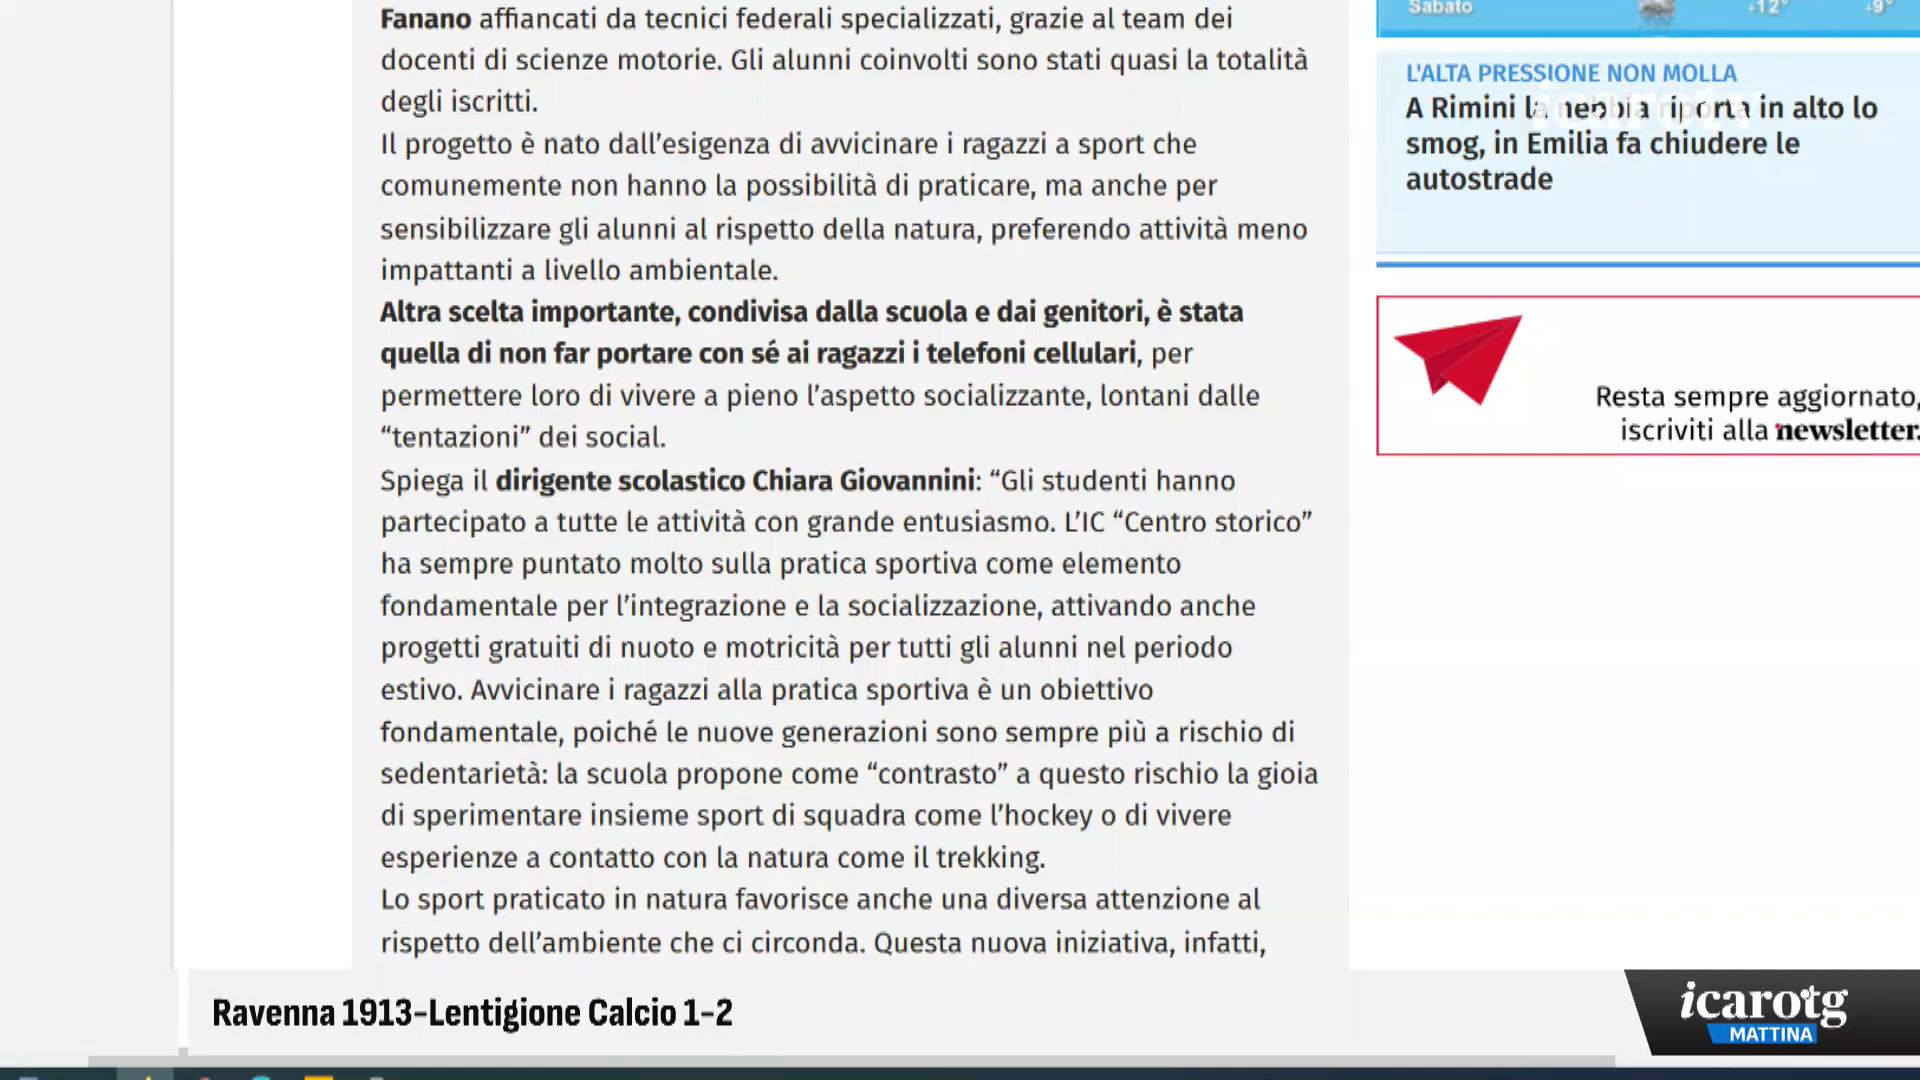 Fanano affiancati da tecnici federali specializzati, grazie al team dei
docenti di scienze motorie. Gli alunni coinvolti sono stati quasi la totalità
degli iscritti.
Il progetto è nato dall’esigenza di avvicinare i ragazzi a sport che
comunemente non hanno la possibilità di praticare, ma anche per
sensibilizzare gli alunni al rispetto della natura, preferendo attività meno
impattanti a livello ambientale.
Altra scelta importante, condivisa dalla scuola e dai genitori, è stata
quella di non far portare con sé ai ragazzi i telefoni cellulari, per
permettere loro di vivere a pieno l’aspetto socializzante, lontani dalle
“tentazioni” dei social.
Spiega il dirigente scolastico Chiara Giovannini: “Gli studenti hanno
partecipato a tutte le attività con grande entusiasmo. L’IC “Centro storico”
ha sempre puntato molto sulla pratica sportiva come elemento
fondamentale per l’integrazione e la socializzazione, attivando anche
progetti gratuiti di nuoto e motricità per tutti gli alunni nel periodo
estivo. Avvicinare i ragazzi alla pratica sportiva è un obiettivo
fondamentale, poiché le nuove generazioni sono sempre più a rischio di
sedentarietà: la scuola propone come “contrasto” a questo rischio la gioia
di sperimentare insieme sport di squadra come l’hockey o di vivere
esperienze a contatto con la natura come il trekking.
Lo sport praticato in natura favorisce anche una diversa attenzione al
rispetto dell’ambiente che ci circonda. Questa nuova iniziativa, infatti,
Sabato +12° +9°
L'ALTA PRESSIONE NON MOLLA
A Rimini la nebbia riporta in alto lo
smog, in Emilia fa chiudere le
autostrade
icarotv
Resta sempre aggiornato,
iscriviti alla newsletter.
Ravenna 1913-Lentigione Calcio 1-2
icarotg
MATTINA